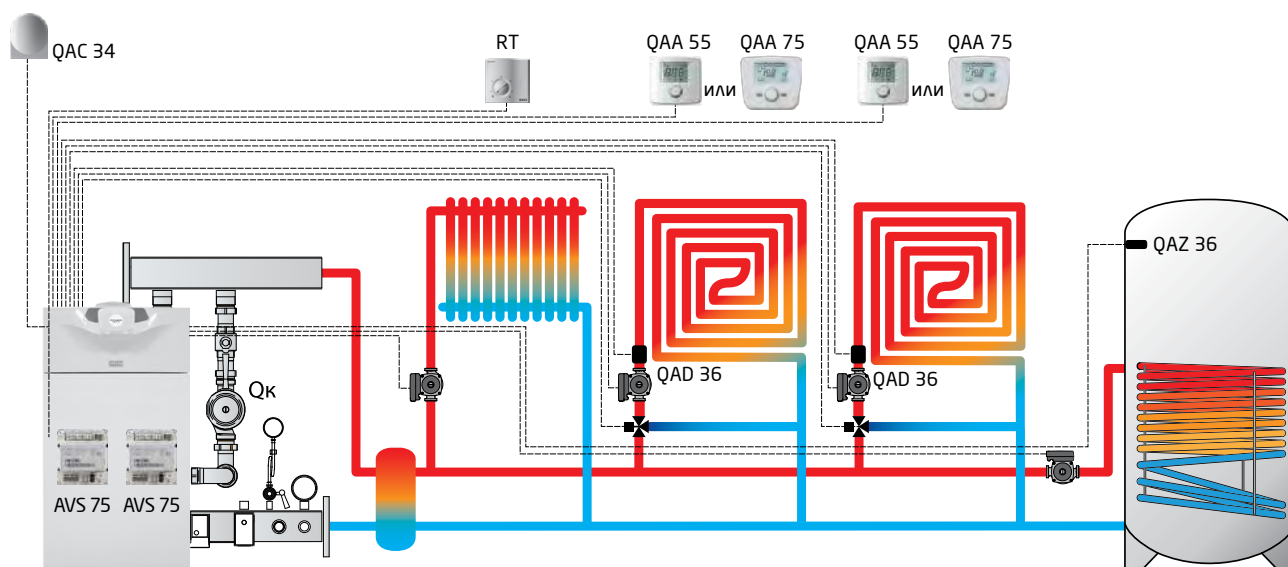 QAC 34
RT
QAA 55
QAA 75
QAA 55
QAA 75
или
или
QAZ 36
QAD 36
QAD 36
Qк
AVS 75
AVS 75